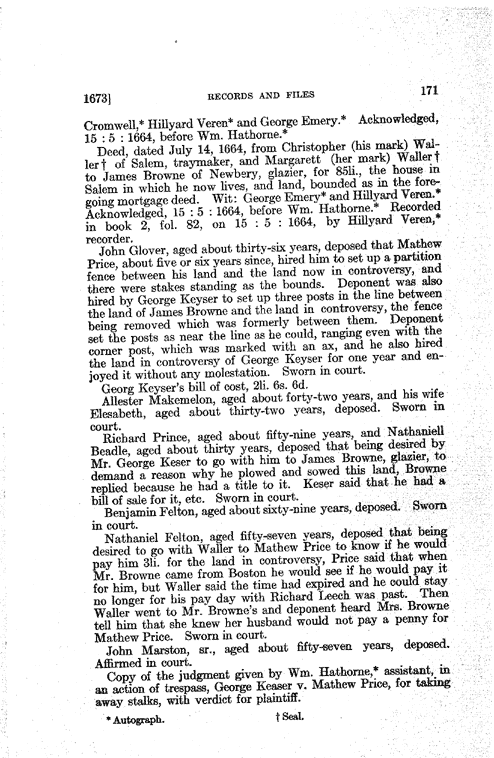 1673] RECORDS AND FILES 171
Cromwell,* Hillyard Veren* and George Emery.* Acknowledged,
15 : 5 : 1664, before Wm. Hathorne.*
Deed, dated July 14, 1664, from Christopher (his mark) Wal-
ler† of Salem, traymaker, and Margarett (her mark) Waller†
to James Browne of Newbery, glazier, for 85li., the house in
Salem in which he now lives, and land, bounded as in the fore-
going mortgage deed. Wit: George Emery* and Hillyard Veren.*
Acknowledged, 15 : 5 : 1664, before Wm. Hathorne.* Recorded
in book 2, fol. 82, on 15 : 5 : 1664, by Hillyard Veren,*
recorder.
John Glover, aged about thirty-six years, deposed that Mathew
Price, about five or six years since, hired him to set up a partition
fence between his land and the land now in controversy, and
there were stakes standing as the bounds. Deponent was also
hired by George Keyser to set up three posts in the line between
the land of James Browne and the land in controversy, the fence
being removed which was formerly between them. Deponent
set the posts as near the line as he could, ranging even with the
corner post, which was marked with an ax, and he also hired
the land in controversy of George Keyser for one year and en-
joyed it without any molestation. Sworn in court.
Georg Keyser's bill of cost, 2li. 6s. 6d.
Allester Makemelon, aged about forty-two years, and his wife
Elesabeth, aged about thirty-two years, deposed. Sworn in
court.
Richard Prince, aged about fifty-nine years, and Nathaniell
Beadle, aged about thirty years, deposed that being desired by
Mr. George Keser to go with him to James Browne, glazier, to
demand a reason why he plowed and sowed this land, Browne
replied because he had a title to it. Keser said that he had a
bill of sale for it, etc. Sworn in court.
Benjamin Felton, aged about sixty-nine years, deposed. Sworn
in court.
Nathaniel Felton, aged fifty-seven years, deposed that being
desired to go with Waller to Mathew Price to know if he would
pay him 3li. for the land in controversy, Price said that when
Mr. Browne came from Boston he would see if he would pay it
for him, but Waller said the time had expired and he could stay
no longer for his pay day with Richard Leech was past. Then
Waller went to Mr. Browne's and deponent heard Mrs. Browne
tell him that she knew her husband would not pay a penny for
Mathew Price. Sworn in court.
John Marston, sr., aged about fifty-seven years, deposed.
Affirmed in court.
Copy of the judgment given by Wm. Hathorne,* assistant, in
an action of trespass, George Keaser v. Mathew Price, for taking
away stalks, with verdict for plaintiff.
* Autograph. † Seal.